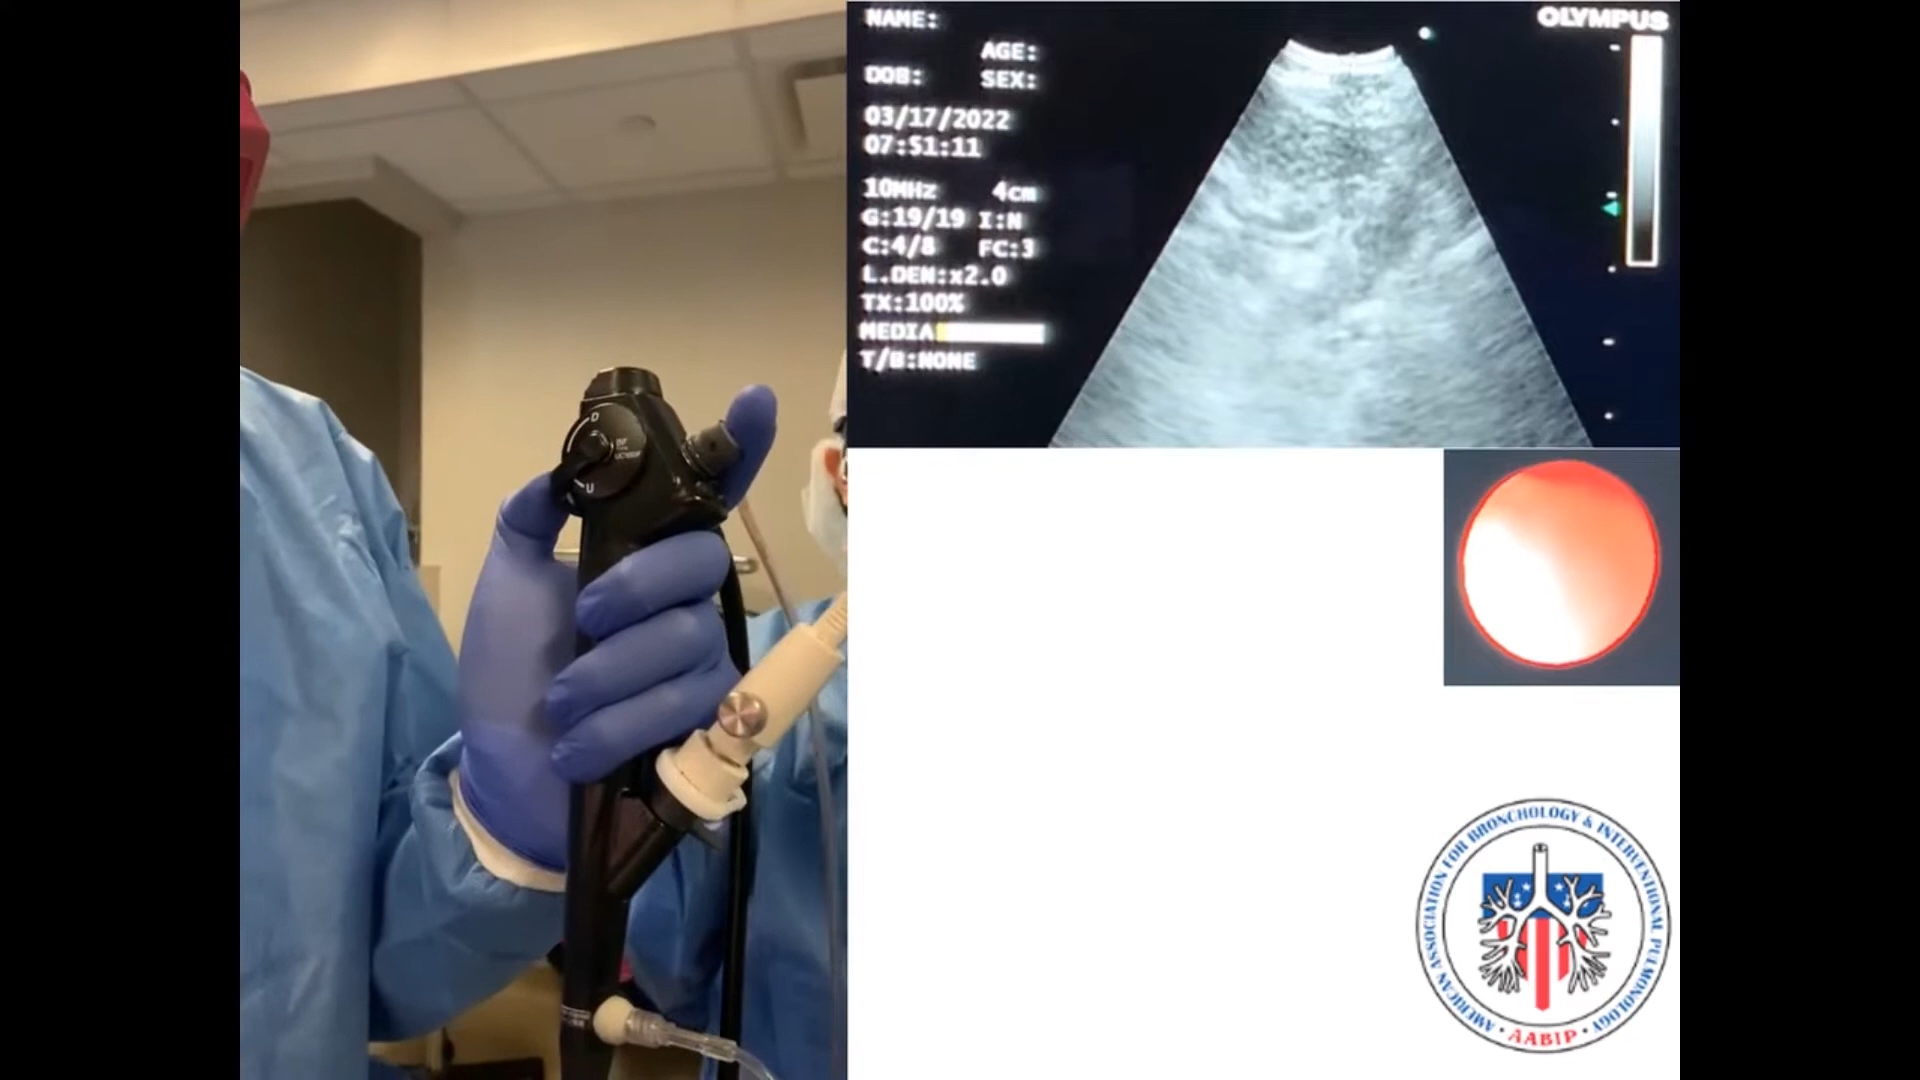 NAME:
AGE:
DOB:
SEX:
03/17/2022
07:51:11
10MHz 4cm
G:19/19 I:N
C:4/8 FC:3
L.DEN:x2.0
TX:100%
MEDIA
T/B:NONE
OLYMPUS
D
U
AMERICAN ASSOCIATION FOR BRONCHOLOGY & INTERVENTIONAL PULMONOLOGY
• AABIP •